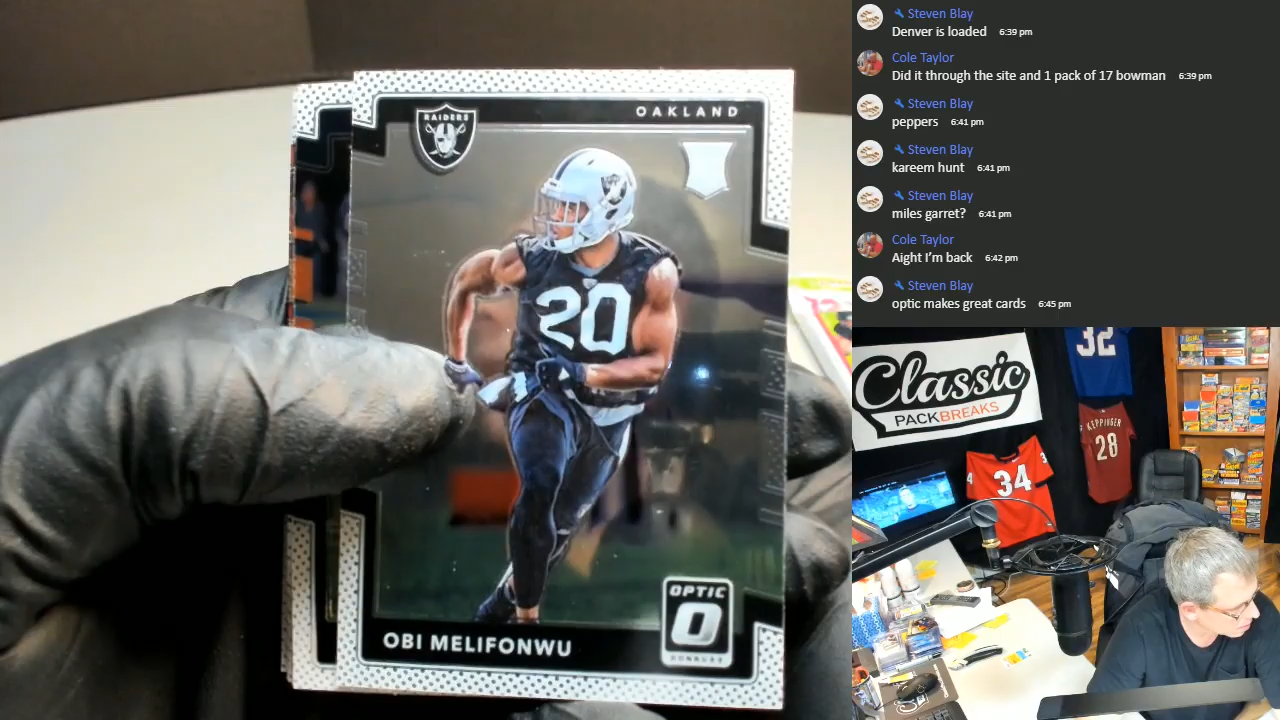 RAIDERS
OAKLAND
20
OPTIC
O
DONRUSS
OBI MELIFONWU
Steven Blay
Denver is loaded 6:39 pm
Cole Taylor
Did it through the site and 1 pack of 17 bowman 6:39 pm
Steven Blay
peppers 6:41 pm
Steven Blay
kareem hunt 6:41 pm
Steven Blay
miles garret? 6:41 pm
Cole Taylor
Aight I'm back 6:42 pm
Steven Blay
optic makes great cards 6:45 pm
Classic
PACKBREAKS
32
KEPPINGER
28
34